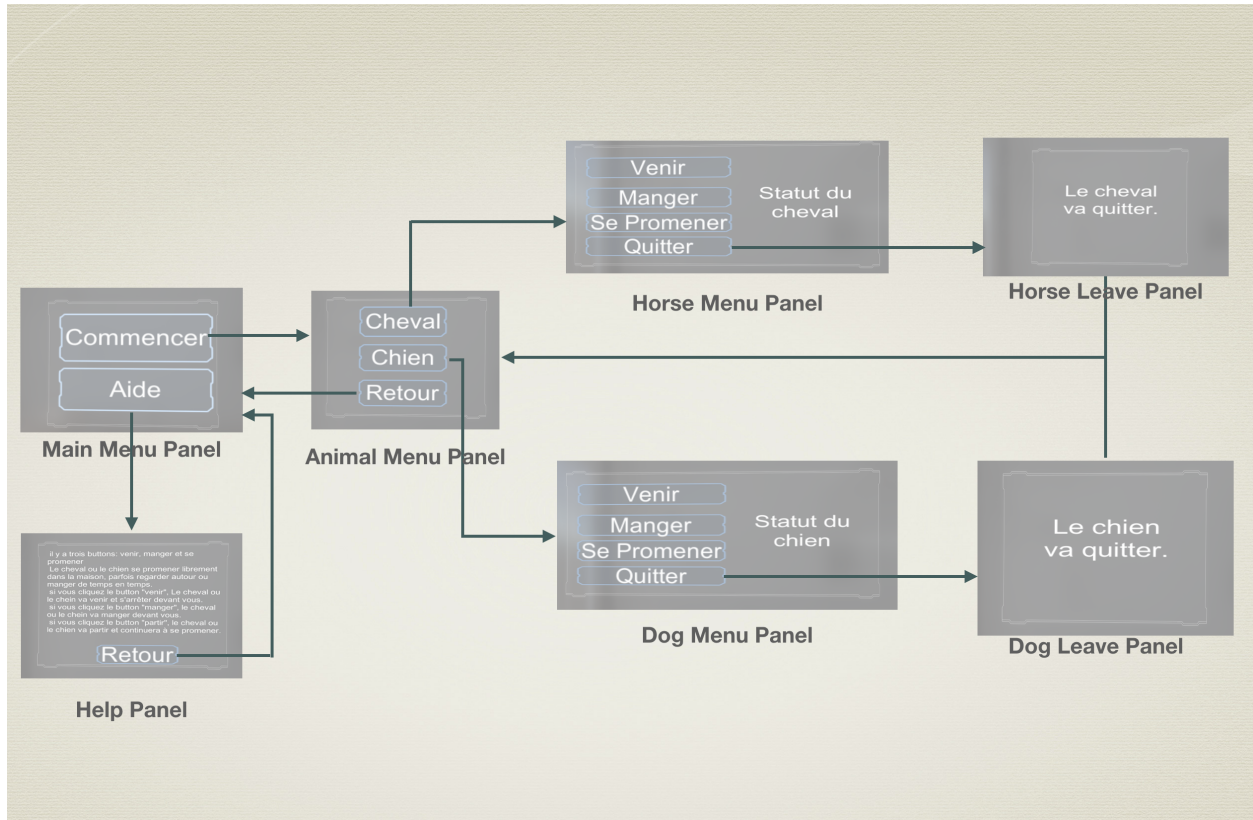 Venir
Manger
Se Promener
Quitter
Statut du
cheval
Horse Menu Panel
Le cheval
va quitter.
Horse Leave Panel
Commencer
Aide
Main Menu Panel
Cheval
Chien
Retour
Animal Menu Panel
il y a trois buttons: venir, manger et se
promener
Le cheval ou le chien se promener librement
dans la maison, parfois regarder autour ou
manger de temps en temps.
si vous cliquez le button "venir", Le cheval ou
le chien va venir et s'arrêter devant vous.
si vous cliquez le button "manger", le cheval
ou le chein va manger devant vous.
si vous cliquez le button "partir", le cheval ou
le chien va partir et continuera à se promener.
Retour
Help Panel
Venir
Manger
Se Promener
Quitter
Statut du
chien
Dog Menu Panel
Le chien
va quitter.
Dog Leave Panel